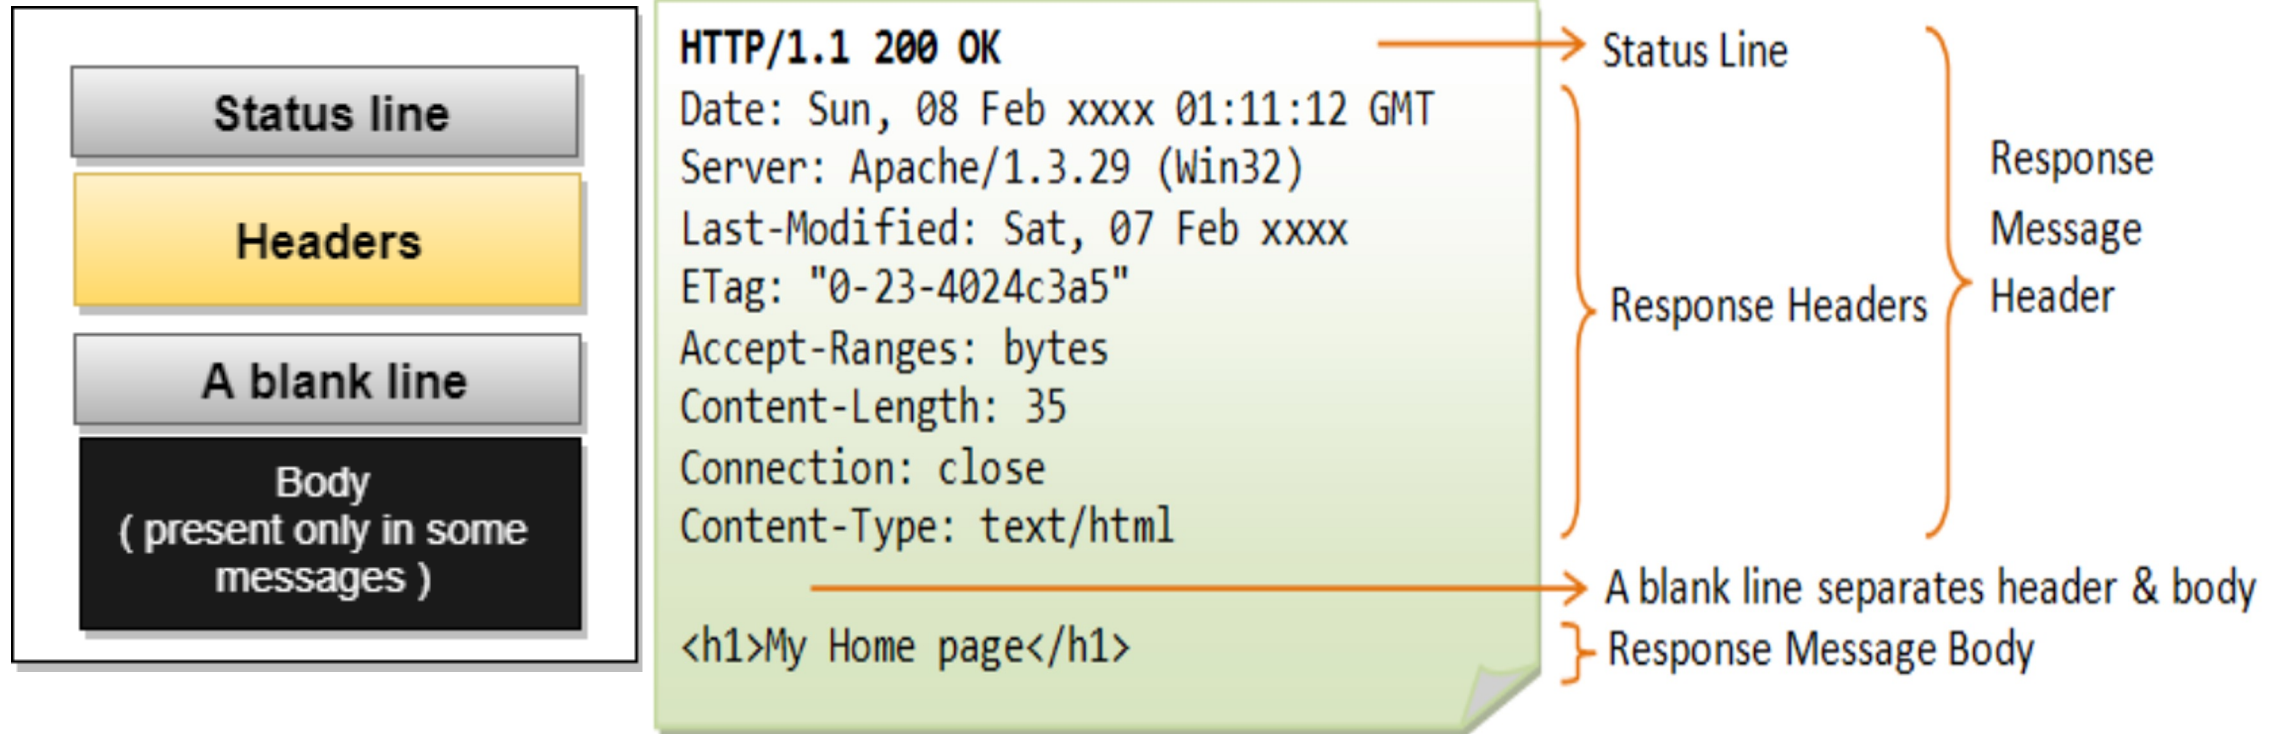 Status line
Headers
A blank line
Body
( present only in some
messages )
HTTP/1.1 200 OK
Date: Sun, 08 Feb xxxx 01:11:12 GMT
Server: Apache/1.3.29 (Win32)
Last-Modified: Sat, 07 Feb xxxx
ETag: "0-23-4024c3a5"
Accept-Ranges: bytes
Content-Length: 35
Connection: close
Content-Type: text/html
<h1>My Home page</h1>
Status Line
Response Headers
Response
Message
Header
A blank line separates header & body
Response Message Body